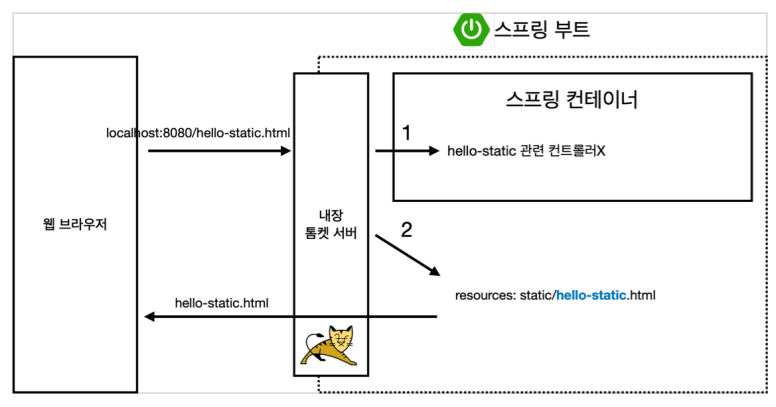 스프링 부트
스프링 컨테이너
localhost:8080/hello-static.html
1
hello-static 관련 컨트롤러X
웹 브라우저
내장
톰켓 서버
2
resources: static/hello-static.html
hello-static.html